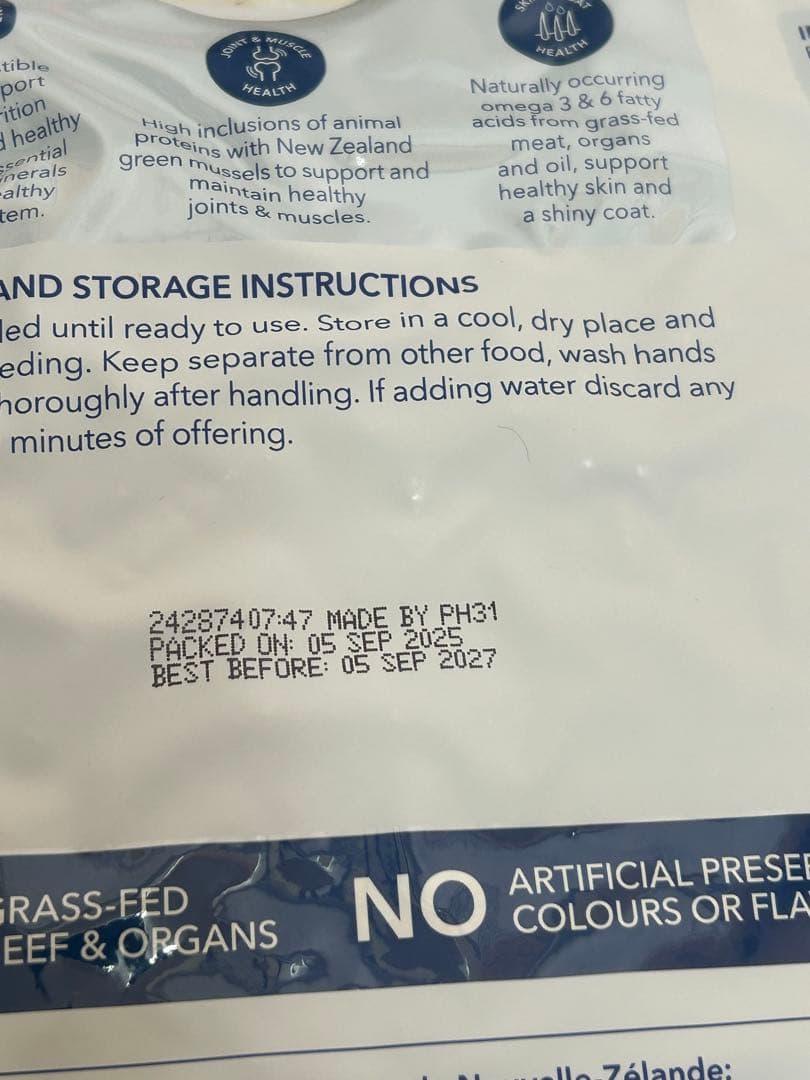 JOINT & MUSCLE
HEALTH
HEALTH
High inclusions of animal
proteins with New Zealand
green mussels to support and
maintain healthy
joints & muscles.
Naturally occurring
omega 3 & 6 fatty
acids from grass-fed
meat, organs
and oil, support
healthy skin and
a shiny coat.
tible
port
rition
d healthy
ssential
nerals
ealthy
tem.
AND STORAGE INSTRUCTIONS
led until ready to use. Store in a cool, dry place and
eding. Keep separate from other food, wash hands
horoughly after handling. If adding water discard any
minutes of offering.
24287407:47 MADE BY PH31
PACKED ON: 05 SEP 2025
BEST BEFORE: 05 SEP 2027
GRASS-FED
EEF & ORGANS
NO
ARTIFICIAL PRESE
COLOURS OR FLA
Zélande: